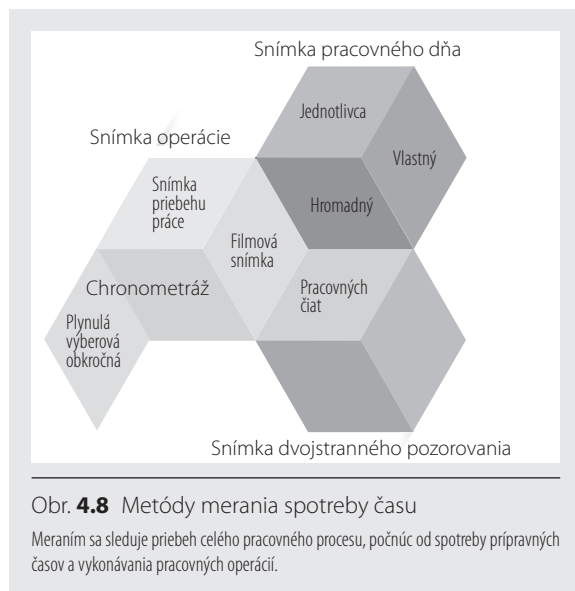 Snímka pracovného dňa
Jednotlivca
Vlastný
Hromadný
Snímka operácie
Snímka
priebehu
práce
Filmová
snímka
Chronometráž
Plynulá
výberová
obkročná
Pracovných
čiat
Snímka dvojstranného pozorovania
Obr. 4.8 Metódy merania spotreby času
Meraním sa sleduje priebeh celého pracovného procesu, počnúc od spotreby prípravných
časov a vykonávania pracovných operácií.